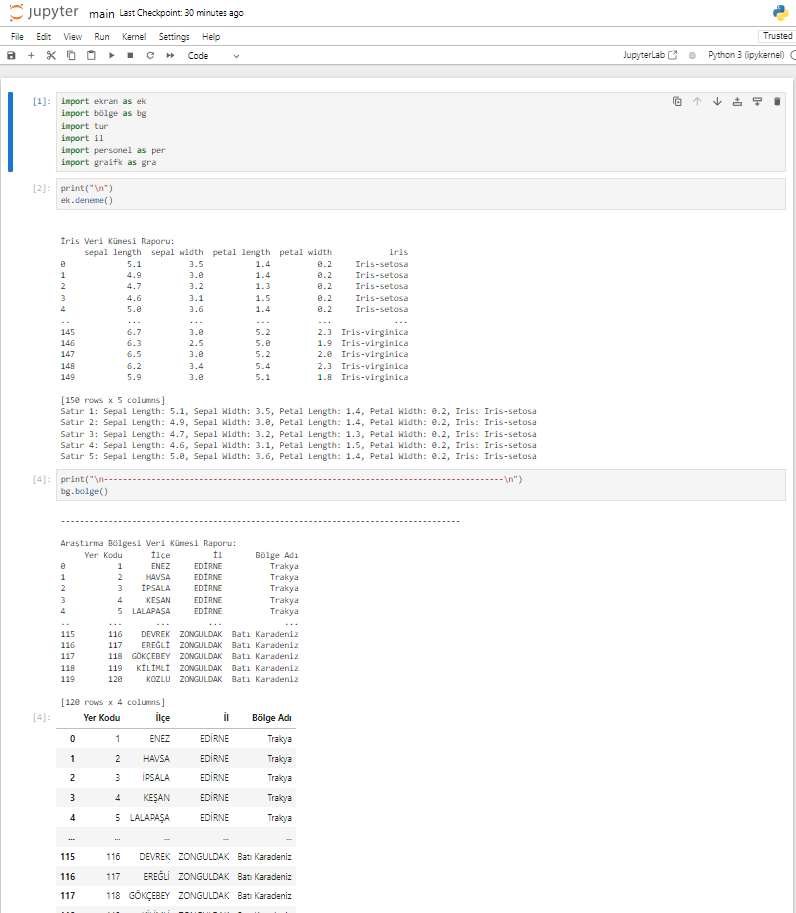 jupyter main Last Checkpoint: 30 minutes ago
File Edit View Run Kernel Settings Help Trusted
Code JupyterLab Python 3 (ipykernel)
[1]: import ekran as ek
import bölge as bg
import tur
import il
import personel as per
import graifk as gra
[2]: print("\n")
ek.deneme()
İris Veri Kümesi Raporu:
sepal length sepal width petal length petal width iris
0 5.1 3.5 1.4 0.2 Iris-setosa
1 4.9 3.0 1.4 0.2 Iris-setosa
2 4.7 3.2 1.3 0.2 Iris-setosa
3 4.6 3.1 1.5 0.2 Iris-setosa
4 5.0 3.6 1.4 0.2 Iris-setosa
.. ... ... ... ... ...
145 6.7 3.0 5.2 2.3 Iris-virginica
146 6.3 2.5 5.0 1.9 Iris-virginica
147 6.5 3.0 5.2 2.0 Iris-virginica
148 6.2 3.4 5.4 2.3 Iris-virginica
149 5.9 3.0 5.1 1.8 Iris-virginica
[150 rows x 5 columns]
Satır 1: Sepal Length: 5.1, Sepal Width: 3.5, Petal Length: 1.4, Petal Width: 0.2, Iris: Iris-setosa
Satır 2: Sepal Length: 4.9, Sepal Width: 3.0, Petal Length: 1.4, Petal Width: 0.2, Iris: Iris-setosa
Satır 3: Sepal Length: 4.7, Sepal Width: 3.2, Petal Length: 1.3, Petal Width: 0.2, Iris: Iris-setosa
Satır 4: Sepal Length: 4.6, Sepal Width: 3.1, Petal Length: 1.5, Petal Width: 0.2, Iris: Iris-setosa
Satır 5: Sepal Length: 5.0, Sepal Width: 3.6, Petal Length: 1.4, Petal Width: 0.2, Iris: Iris-setosa
[4]: print("\n------------------------------------------------------------------------------------\n")
bg.bolge()
------------------------------------------------------------------------------------
Araştırma Bölgesi Veri Kümesi Raporu:
Yer Kodu İlçe İl Bölge Adı
0 1 ENEZ EDİRNE Trakya
1 2 HAVSA EDİRNE Trakya
2 3 İPSALA EDİRNE Trakya
3 4 KEŞAN EDİRNE Trakya
4 5 LALAPAŞA EDİRNE Trakya
.. ... ... ... ...
115 116 DEVREK ZONGULDAK Batı Karadeniz
116 117 EREĞLİ ZONGULDAK Batı Karadeniz
117 118 GÖKÇEBEY ZONGULDAK Batı Karadeniz
118 119 KİLİMLİ ZONGULDAK Batı Karadeniz
119 120 KOZLU ZONGULDAK Batı Karadeniz
[120 rows x 4 columns]
[4]: Yer Kodu İlçe İl Bölge Adı
0 1 ENEZ EDİRNE Trakya
1 2 HAVSA EDİRNE Trakya
2 3 İPSALA EDİRNE Trakya
3 4 KEŞAN EDİRNE Trakya
4 5 LALAPAŞA EDİRNE Trakya
... ... ... ... ...
115 116 DEVREK ZONGULDAK Batı Karadeniz
116 117 EREĞLİ ZONGULDAK Batı Karadeniz
117 118 GÖKÇEBEY ZONGULDAK Batı Karadeniz